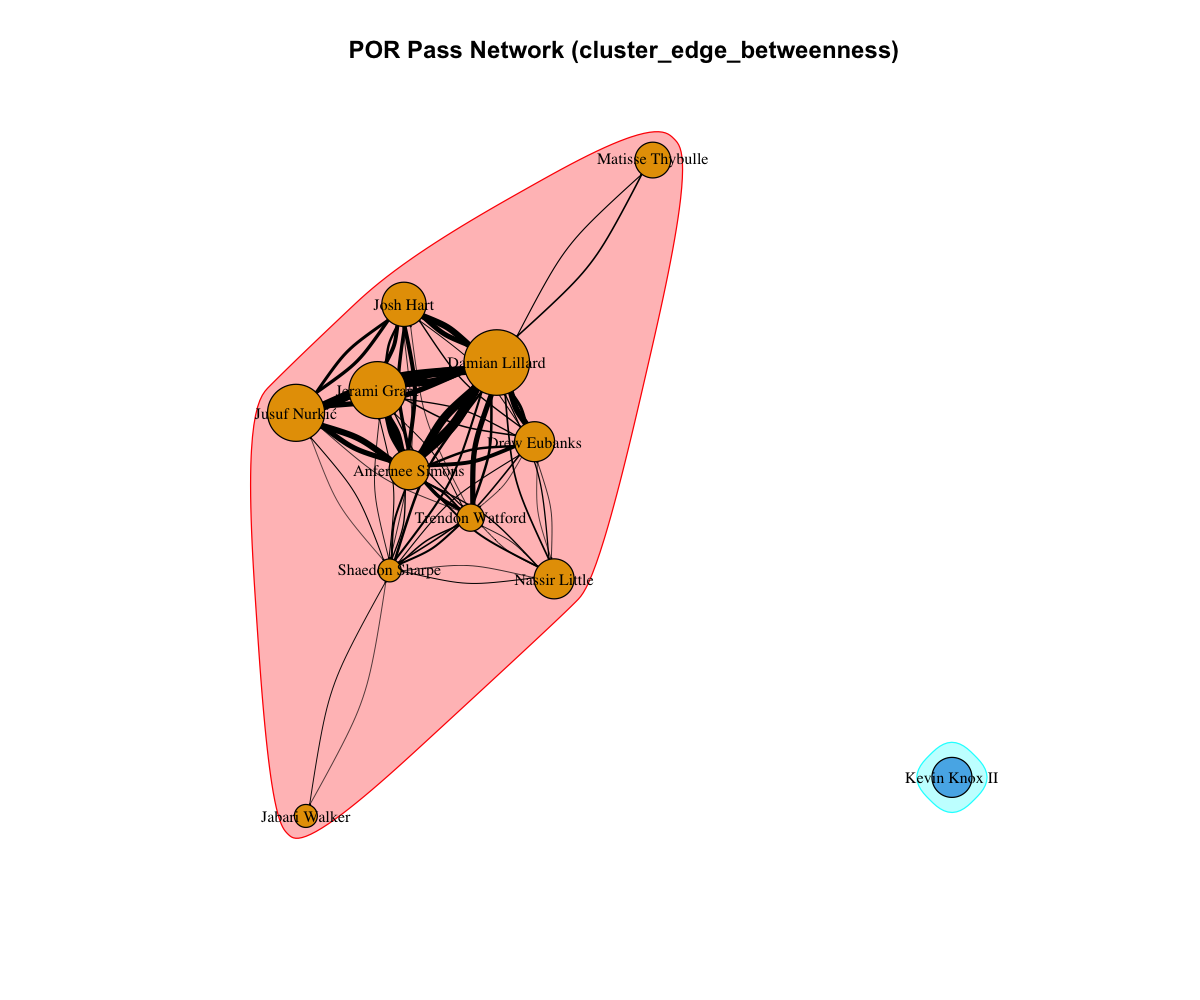 POR Pass Network (cluster_edge_betweenness)
Matisse Thybulle
Josh Hart
Damian Lillard
Jerami Grant
Jusuf Nurkić
Drew Eubanks
Anfernee Simons
Trendon Watford
Shaedon Sharpe
Nassir Little
Kevin Knox II
Jabari Walker